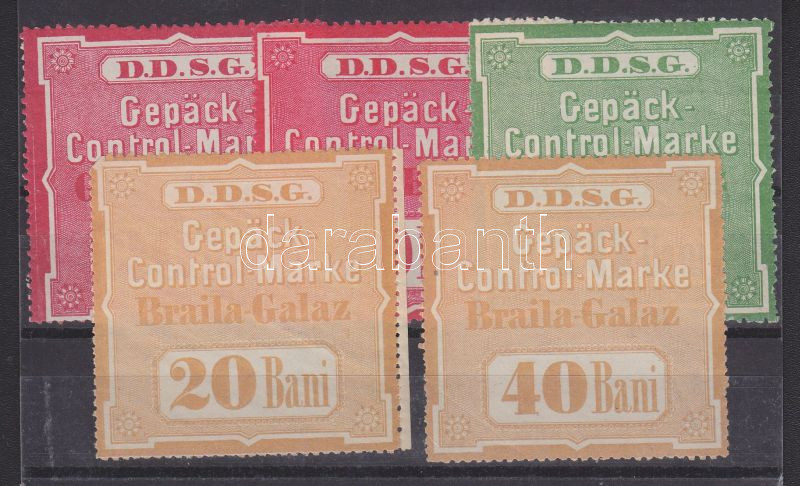 D.D.S.G.
Gepäck-
Control-Mar
D.D.S.G.
Gepäck-
Control-Marke
D.D.S.G.
Gepäck-
Control-Marke
D.D.S.G.
Gepäck-
Control-Marke
Braila-Galaz
20 Bani
D.D.S.G.
Gepäck-
Control-Marke
Braila-Galaz
40 Bani
darabanth